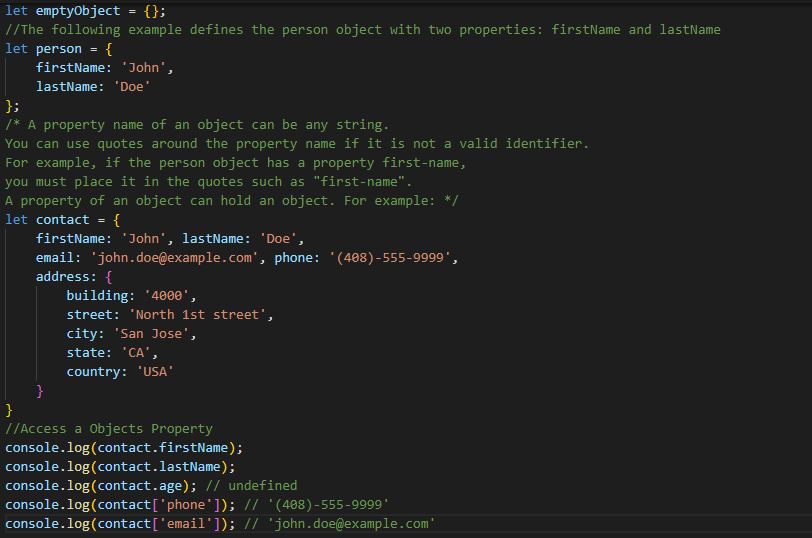 let emptyObject = {};
//The following example defines the person object with two properties: firstName and lastName
let person = {
    firstName: 'John',
    lastName: 'Doe'
};
/* A property name of an object can be any string.
You can use quotes around the property name if it is not a valid identifier.
For example, if the person object has a property first-name,
you must place it in the quotes such as "first-name".
A property of an object can hold an object. For example: */
let contact = {
    firstName: 'John', lastName: 'Doe',
    email: 'john.doe@example.com', phone: '(408)-555-9999',
    address: {
        building: '4000',
        street: 'North 1st street',
        city: 'San Jose',
        state: 'CA',
        country: 'USA'
    }
}
//Access a Objects Property
console.log(contact.firstName);
console.log(contact.lastName);
console.log(contact.age); // undefined
console.log(contact['phone']); // '(408)-555-9999'
console.log(contact['email']); // 'john.doe@example.com'